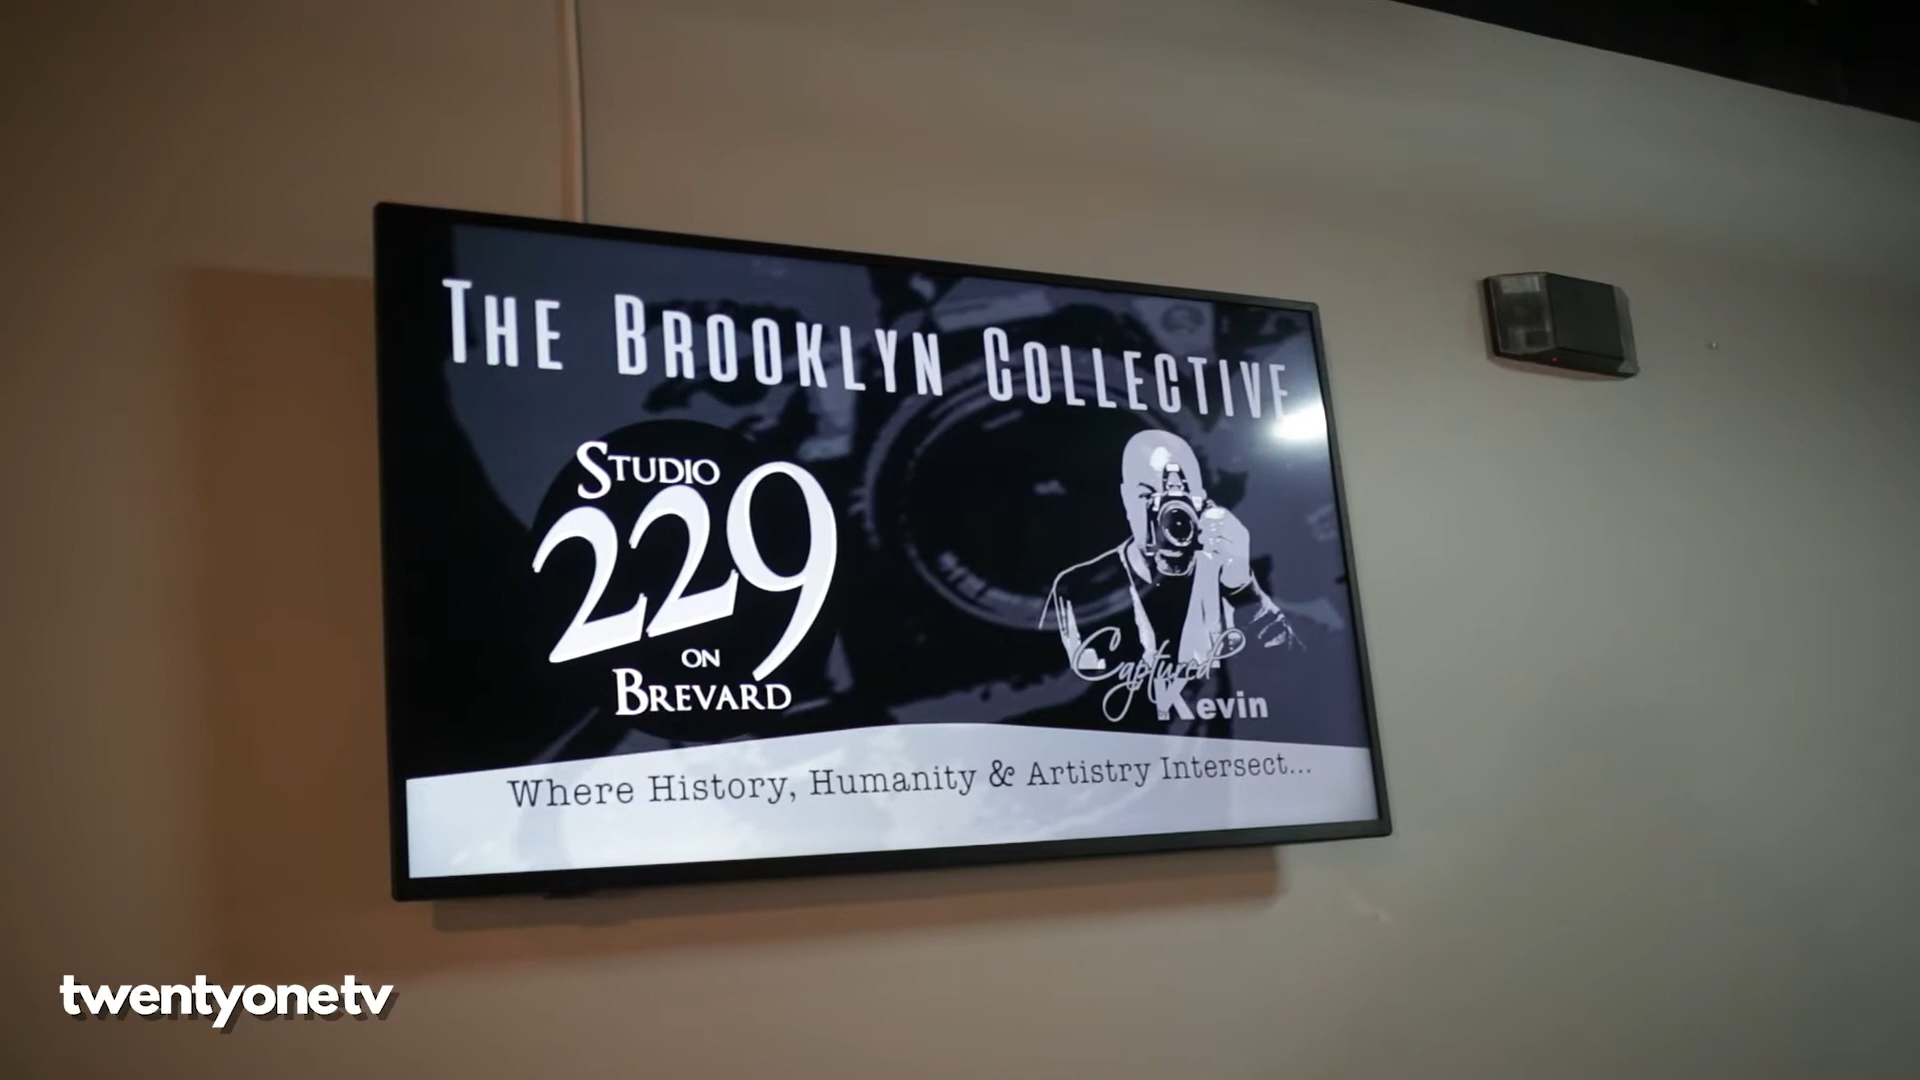 The Brooklyn Collective
Studio
229
on
Brevard
Captured
Kevin
Where History, Humanity & Artistry Intersect...
twentyonetv